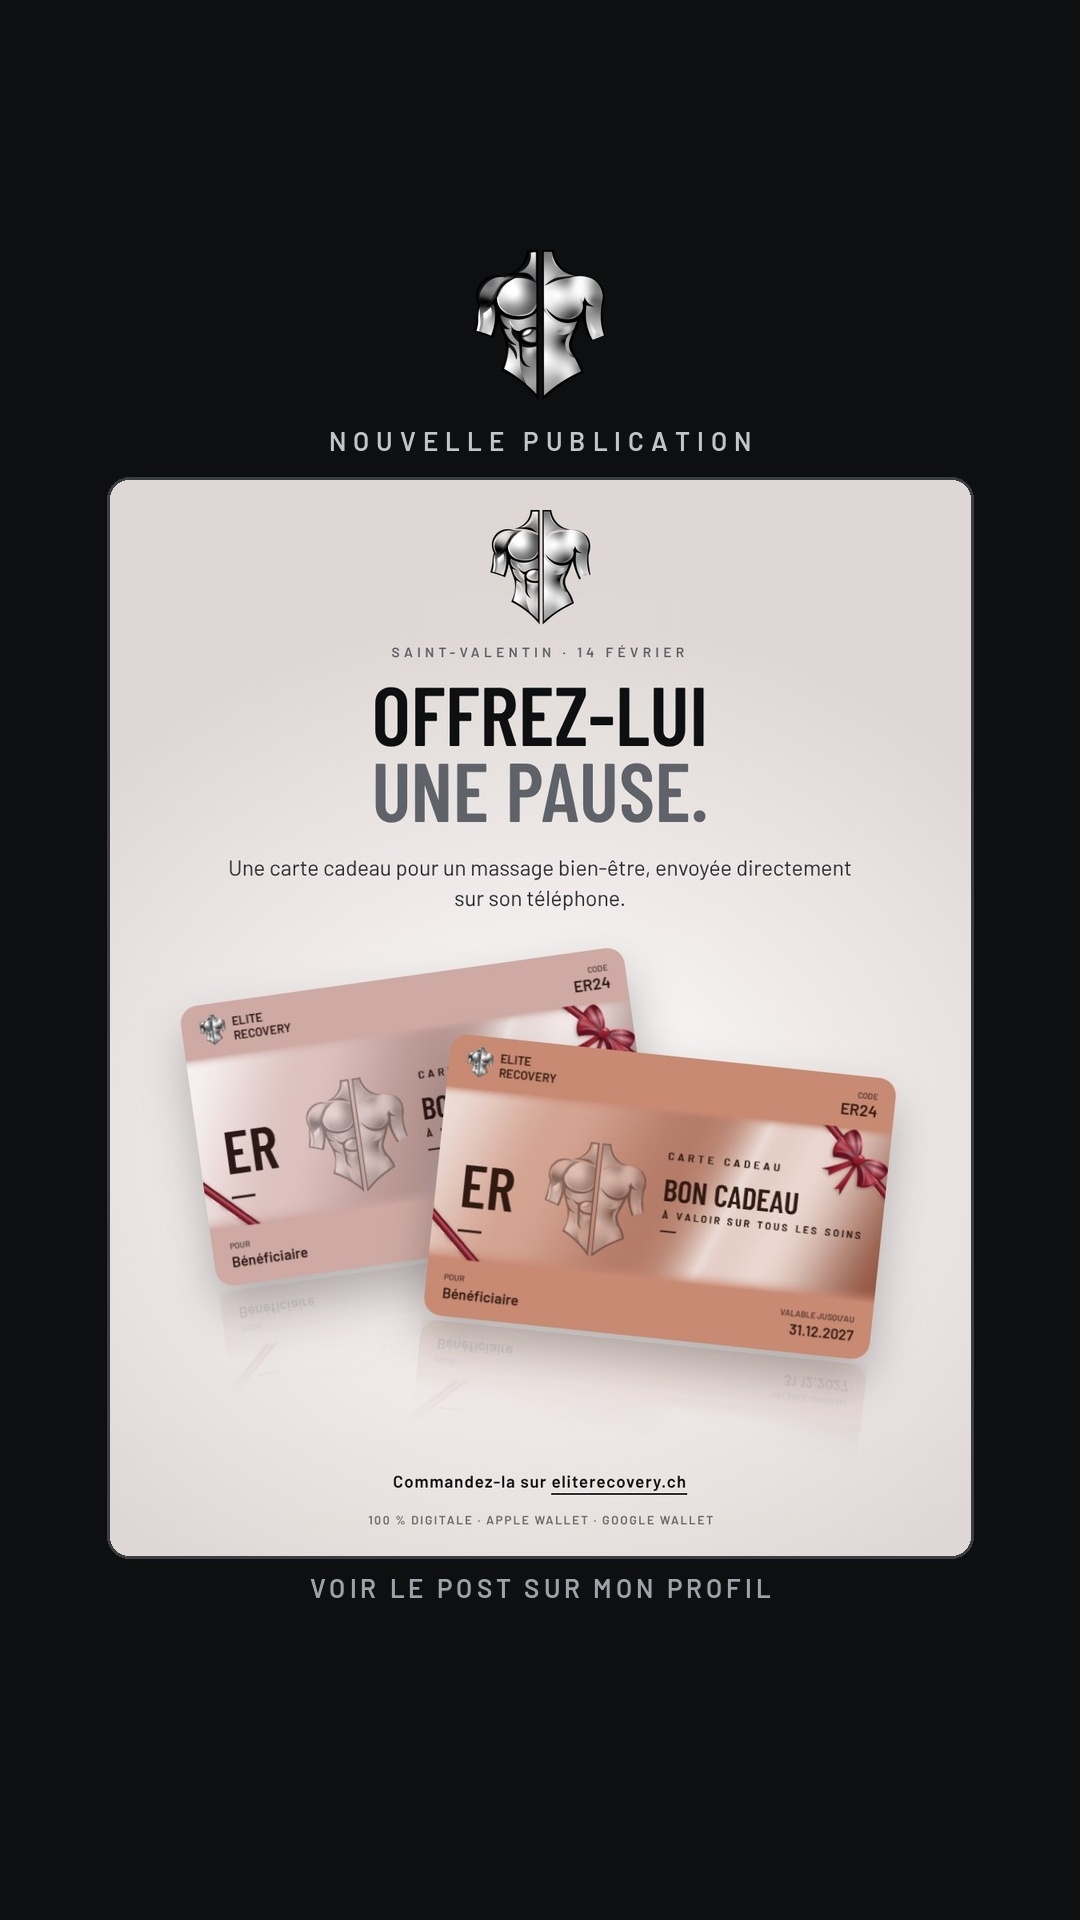 NOUVELLE PUBLICATION
SAINT-VALENTIN · 14 FÉVRIER
OFFREZ-LUI
UNE PAUSE.
Une carte cadeau pour un massage bien-être, envoyée directement
sur son téléphone.
ELITE
RECOVERY
CODE
ER24
CAR
BO
À
ER
POUR
Bénéficiaire
ELITE
RECOVERY
CODE
ER24
CARTE CADEAU
BON CADEAU
À VALOIR SUR TOUS LES SOINS
ER
POUR
Bénéficiaire
VALABLE JUSQU'AU
31.12.2027
Commandez-la sur eliterecovery.ch
100 % DIGITALE · APPLE WALLET · GOOGLE WALLET
VOIR LE POST SUR MON PROFIL